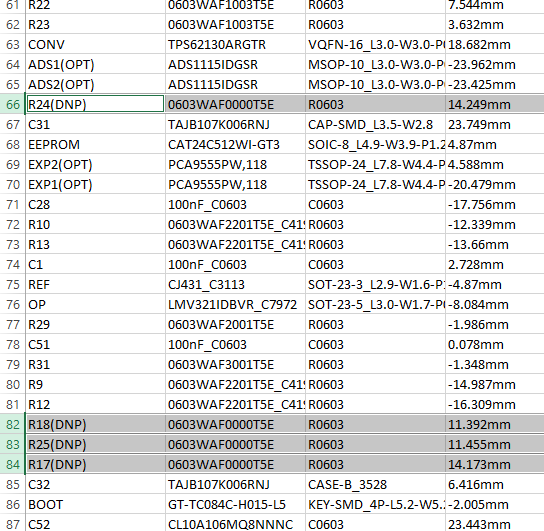 61 R22 0603WAF1003T5E R0603 7.544mm
62 R23 0603WAF1003T5E R0603 3.632mm
63 CONV TPS62130ARGTR VQFN-16_L3.0-W3.0-P 18.682mm
64 ADS1(OPT) ADS1115IDGSR MSOP-10_L3.0-W3.0-P -23.962mm
65 ADS2(OPT) ADS1115IDGSR MSOP-10_L3.0-W3.0-P -23.425mm
66 R24(DNP) 0603WAF0000T5E R0603 14.249mm
67 C31 TAJB107K006RNJ CAP-SMD_L3.5-W2.8 23.749mm
68 EEPROM CAT24C512WI-GT3 SOIC-8_L4.9-W3.9-P1.2 4.87mm
69 EXP2(OPT) PCA9555PW,118 TSSOP-24_L7.8-W4.4-P 4.588mm
70 EXP1(OPT) PCA9555PW,118 TSSOP-24_L7.8-W4.4-P -20.479mm
71 C28 100nF_C0603 C0603 -17.756mm
72 R10 0603WAF2201T5E_C41 R0603 -12.339mm
73 R13 0603WAF2201T5E_C41 R0603 -13.66mm
74 C1 100nF_C0603 C0603 2.728mm
75 REF CJ431_C3113 SOT-23-3_L2.9-W1.6-P -4.87mm
76 OP LMV321IDBVR_C7972 SOT-23-5_L3.0-W1.7-P -8.084mm
77 R29 0603WAF2001T5E R0603 -1.986mm
78 C51 100nF_C0603 C0603 0.078mm
79 R31 0603WAF3001T5E R0603 -1.348mm
80 R9 0603WAF2201T5E_C41 R0603 -14.987mm
81 R12 0603WAF2201T5E_C41 R0603 -16.309mm
82 R18(DNP) 0603WAF0000T5E R0603 11.392mm
83 R25(DNP) 0603WAF0000T5E R0603 11.455mm
84 R17(DNP) 0603WAF0000T5E R0603 14.173mm
85 C32 TAJB107K006RNJ CASE-B_3528 6.416mm
86 BOOT GT-TC084C-H015-L5 KEY-SMD_4P-L5.2-W5. -2.005mm
87 C52 CL10A106MQ8NNNC C0603 23.443mm